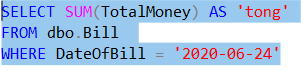 SELECT SUM(TotalMoney) AS 'tong'
FROM dbo.Bill
WHERE DateOfBill = '2020-06-24'